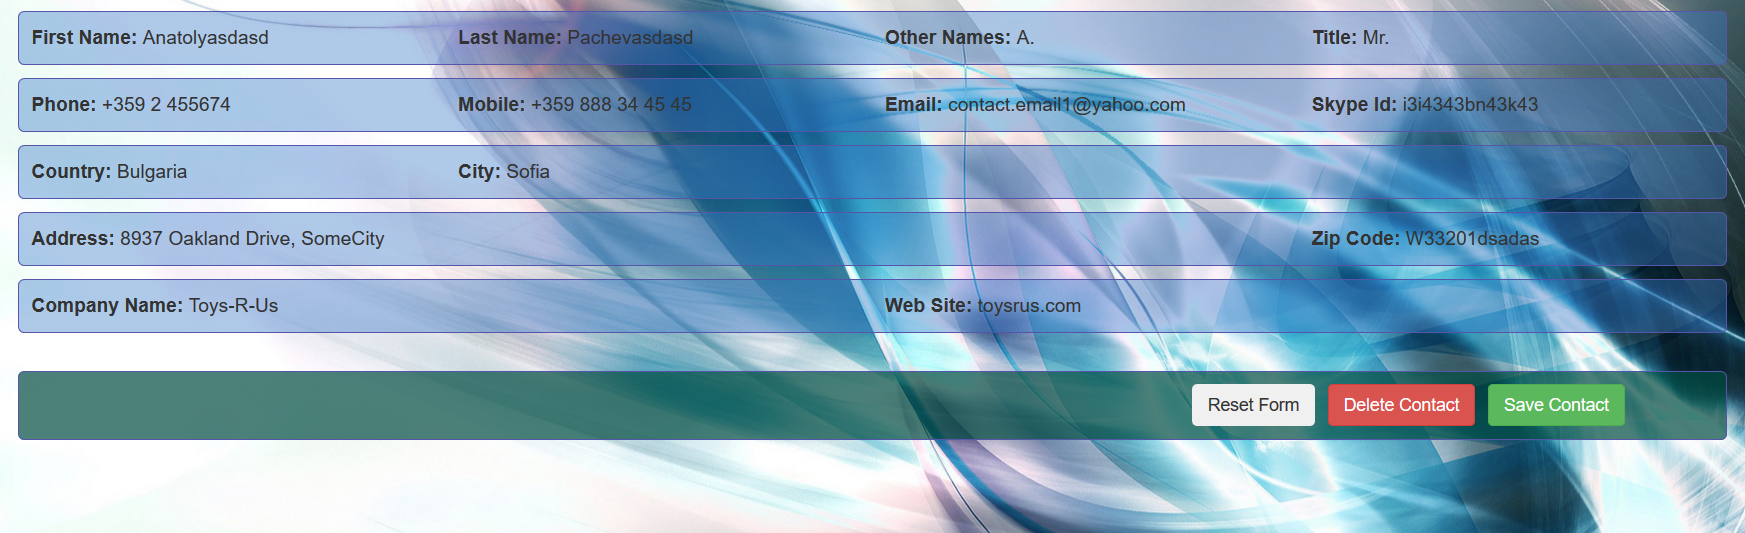 First Name: Anatolyasdasd Last Name: Pachevasdasd Other Names: A. Title: Mr.
Phone: +359 2 455674 Mobile: +359 888 34 45 45 Email: contact.email1@yahoo.com Skype Id: i3i4343bn43k43
Country: Bulgaria City: Sofia
Address: 8937 Oakland Drive, SomeCity Zip Code: W33201dsadas
Company Name: Toys-R-Us Web Site: toysrus.com
Reset Form Delete Contact Save Contact